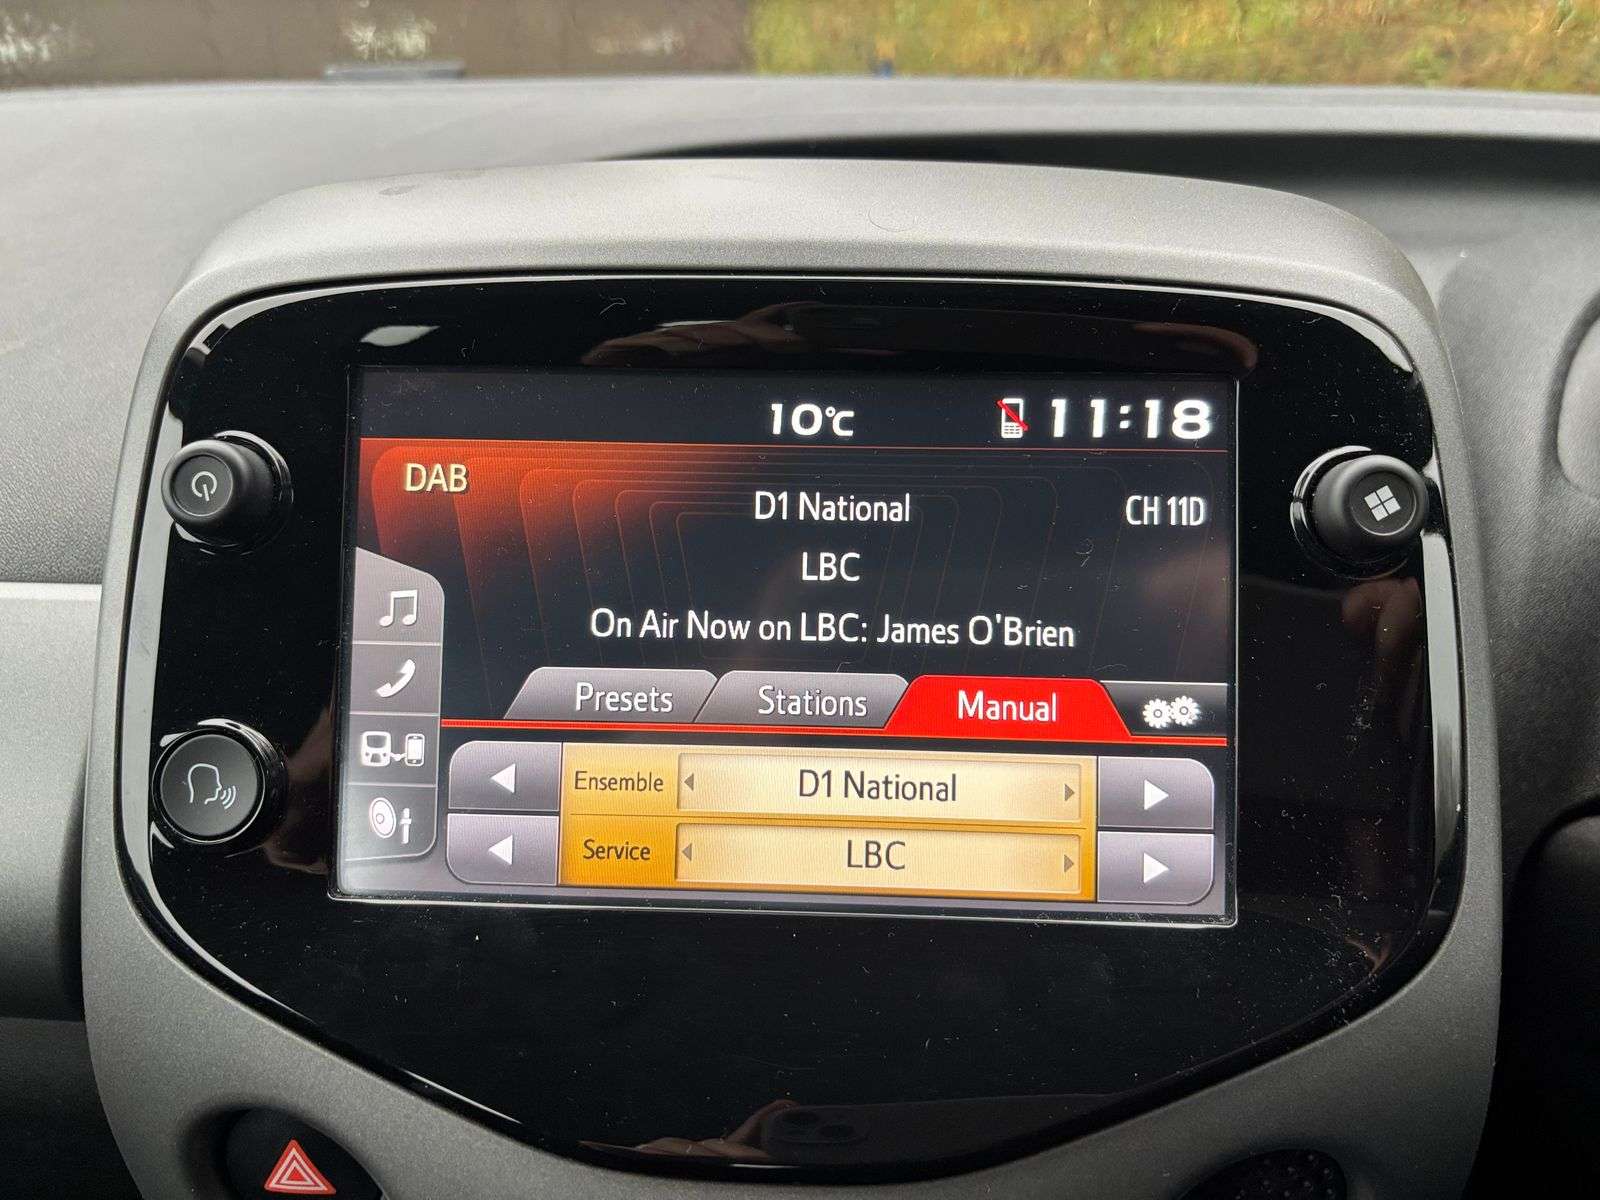 10°C 11:18
DAB
D1 National CH 11D
LBC
On Air Now on LBC: James O'Brien
Presets Stations Manual
Ensemble D1 National
Service LBC